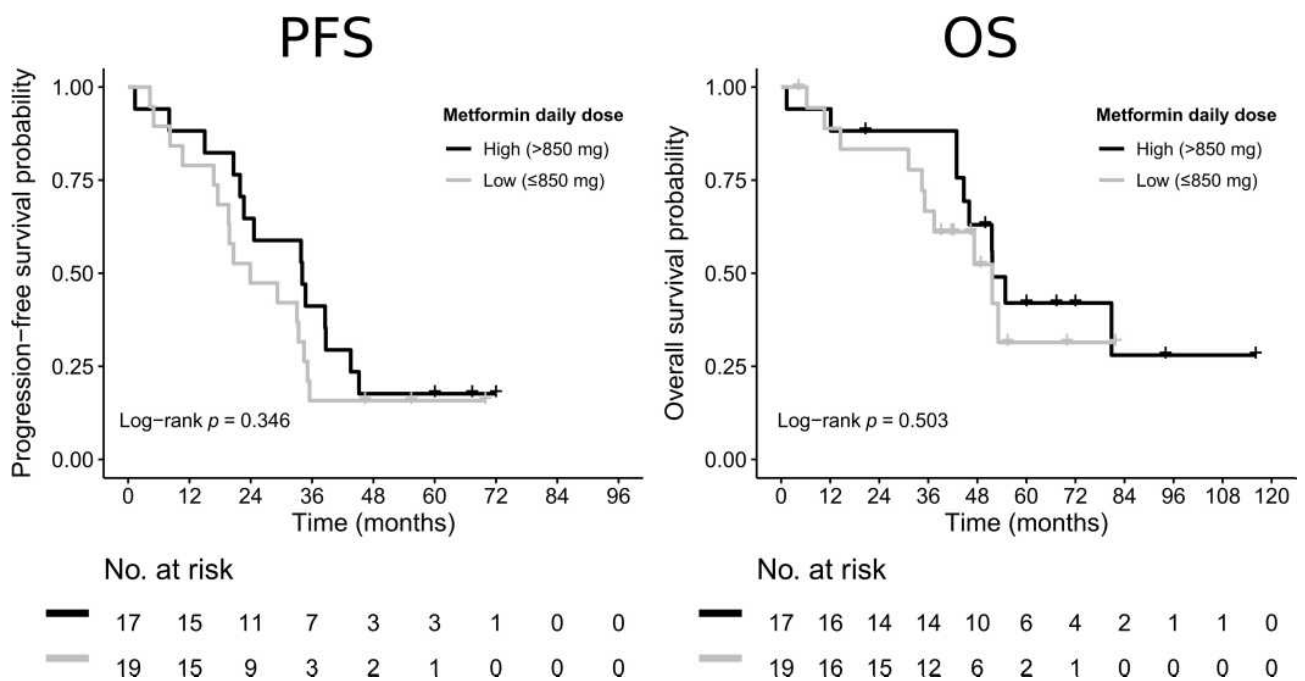 PFS
Progression−free survival probability
1.00
0.75
0.50
0.25
0.00
Metformin daily dose
High (>850 mg)
Low (≤850 mg)
Log−rank p = 0.346
0 12 24 36 48 60 72 84 96
Time (months)
No. at risk
17 15 11 7 3 3 1 0 0
19 15 9 3 2 1 0 0 0
OS
Overall survival probability
1.00
0.75
0.50
0.25
0.00
Metformin daily dose
High (>850 mg)
Low (≤850 mg)
Log−rank p = 0.503
0 12 24 36 48 60 72 84 96 108 120
Time (months)
No. at risk
17 16 14 14 10 6 4 2 1 1 0
19 16 15 12 6 2 1 0 0 0 0